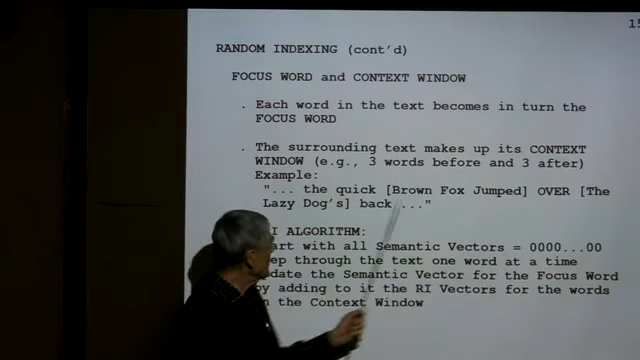 15
RANDOM INDEXING (cont'd)
FOCUS WORD and CONTEXT WINDOW
. Each word in the text becomes in turn the
FOCUS WORD
. The surrounding text makes up its CONTEXT
WINDOW (e.g., 3 words before and 3 after)
Example:
"... the quick [Brown Fox Jumped] OVER [The
Lazy Dog's] back ..."
ALGORITHM:
with all Semantic Vectors = 0000...00
through the text one word at a time
the Semantic Vector for the Focus Word
by adding to it the RI Vectors for the words
the Context Window